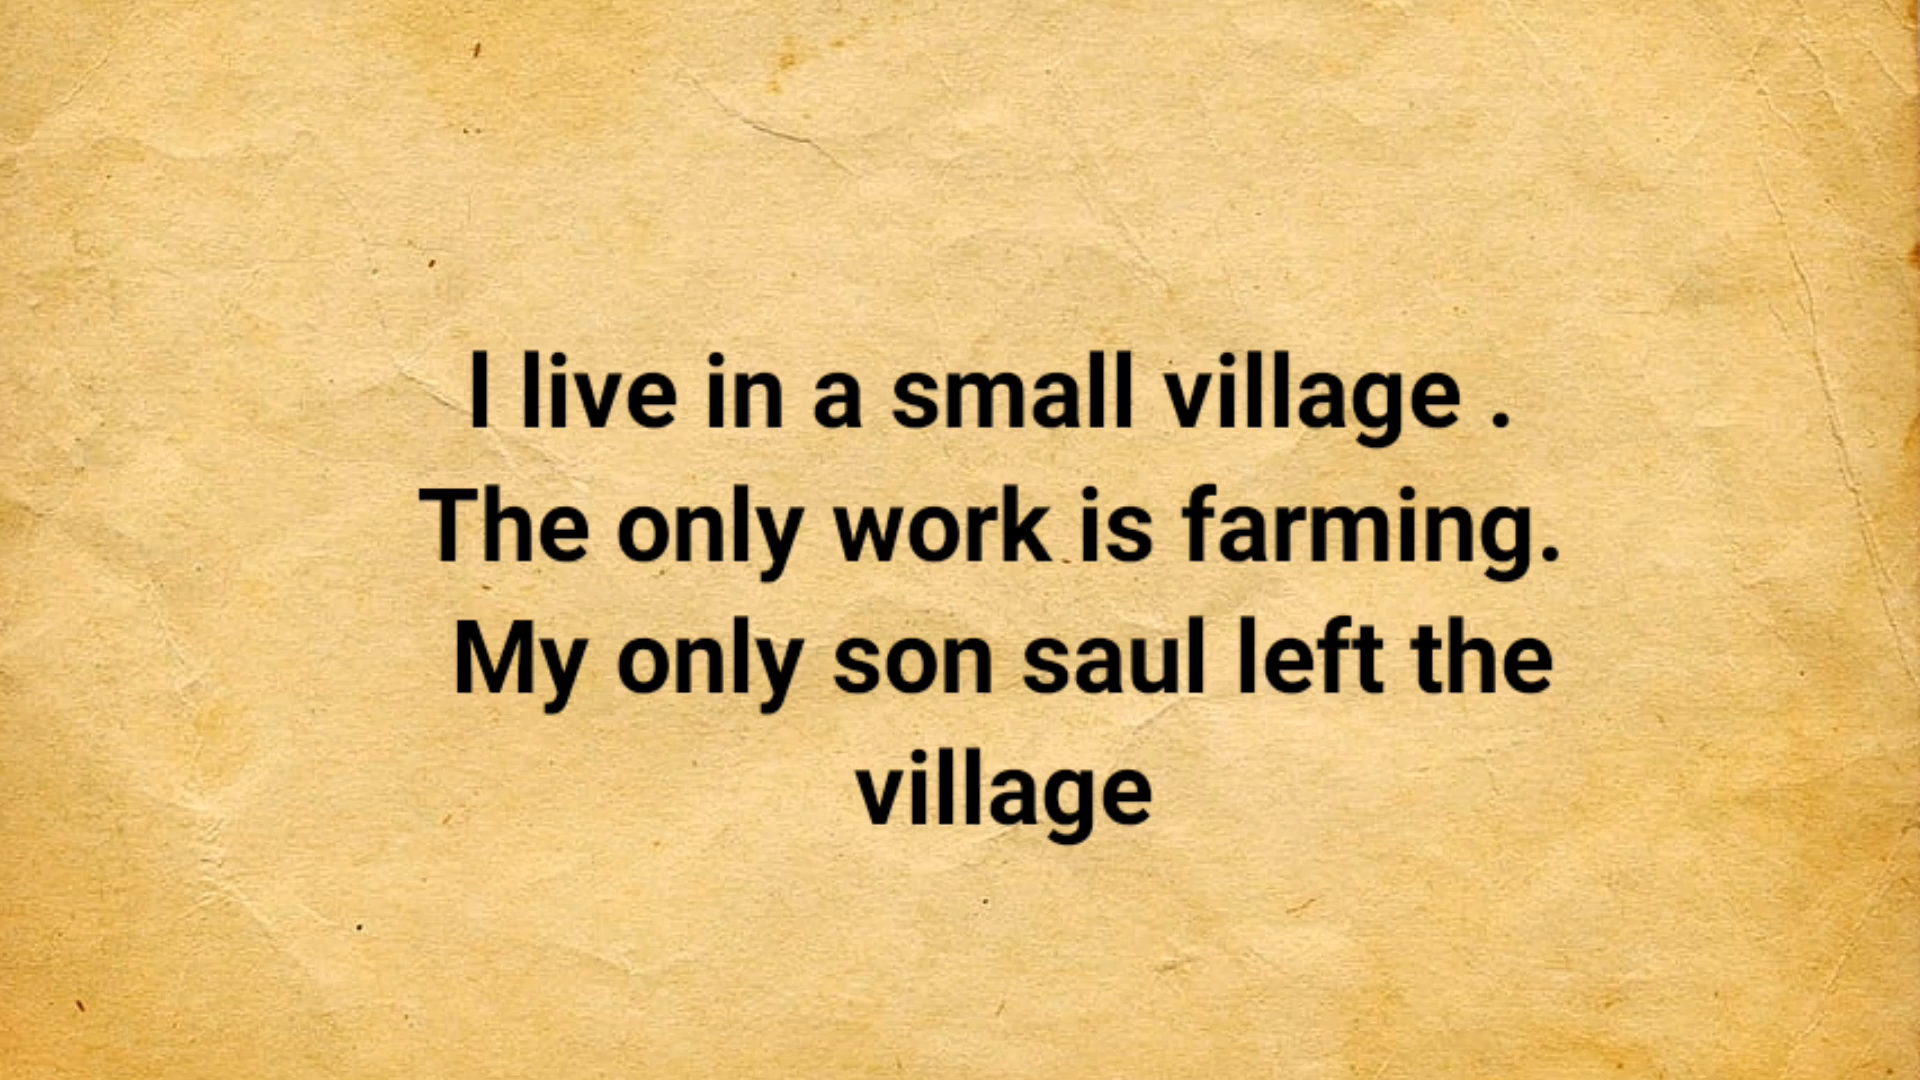 I live in a small village .
The only work is farming.
My only son saul left the
village